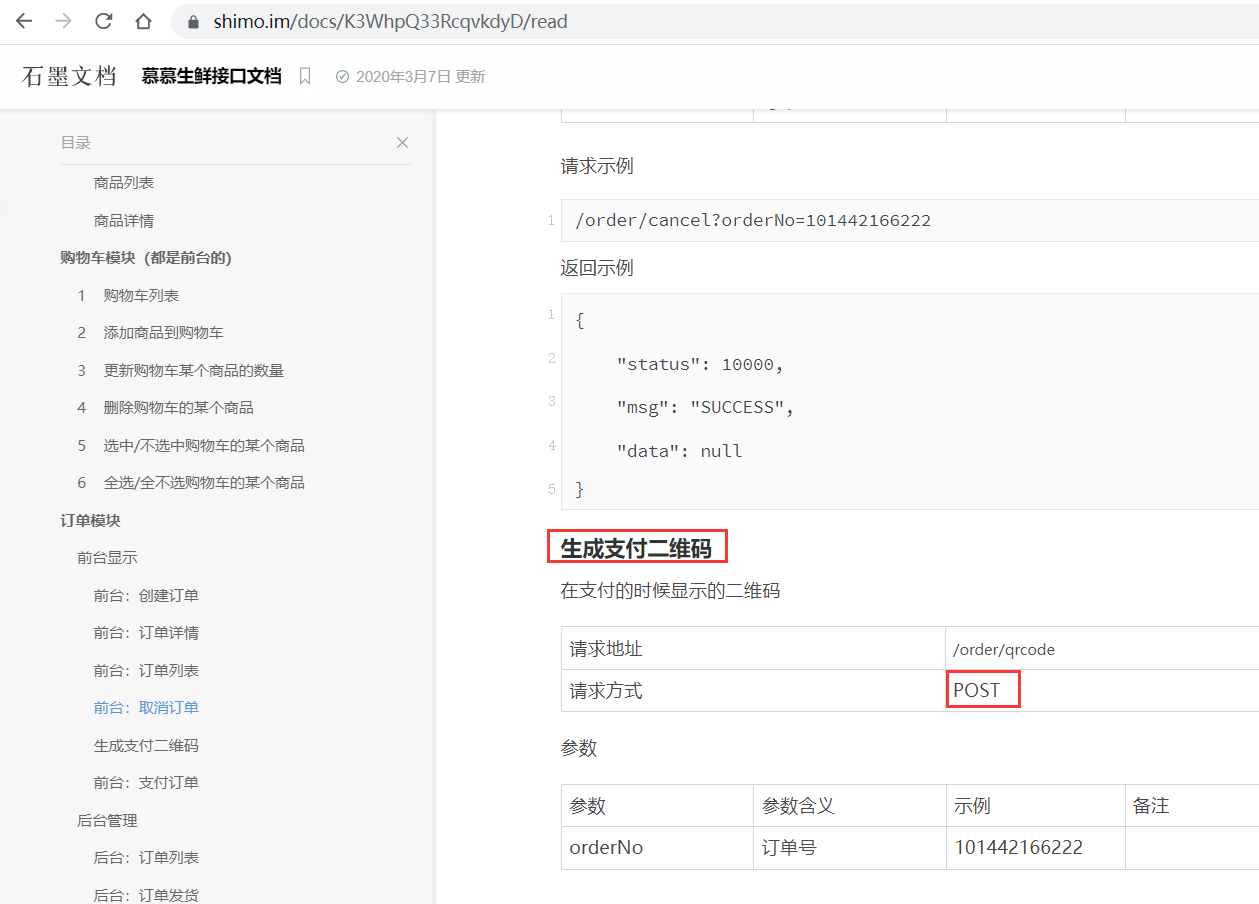 shimo.im/docs/K3WhpQ33RcqvkdyD/read
石墨文档 慕慕生鲜接口文档 2020年3月7日 更新
目录
商品列表
商品详情
购物车模块（都是前台的)
1 购物车列表
2 添加商品到购物车
3 更新购物车某个商品的数量
4 删除购物车的某个商品
5 选中/不选中购物车的某个商品
6 全选/全不选购物车的某个商品
订单模块
前台显示
前台：创建订单
前台：订单详情
前台：订单列表
前台：取消订单
生成支付二维码
前台：支付订单
后台管理
后台：订单列表
后台：订单发货
请求示例
1 /order/cancel?orderNo=101442166222
返回示例
1 {
2 "status": 10000,
3 "msg": "SUCCESS",
4 "data": null
5 }
生成支付二维码
在支付的时候显示的二维码
请求地址 /order/qrcode
请求方式 POST
参数
参数 参数含义 示例 备注
orderNo 订单号 101442166222